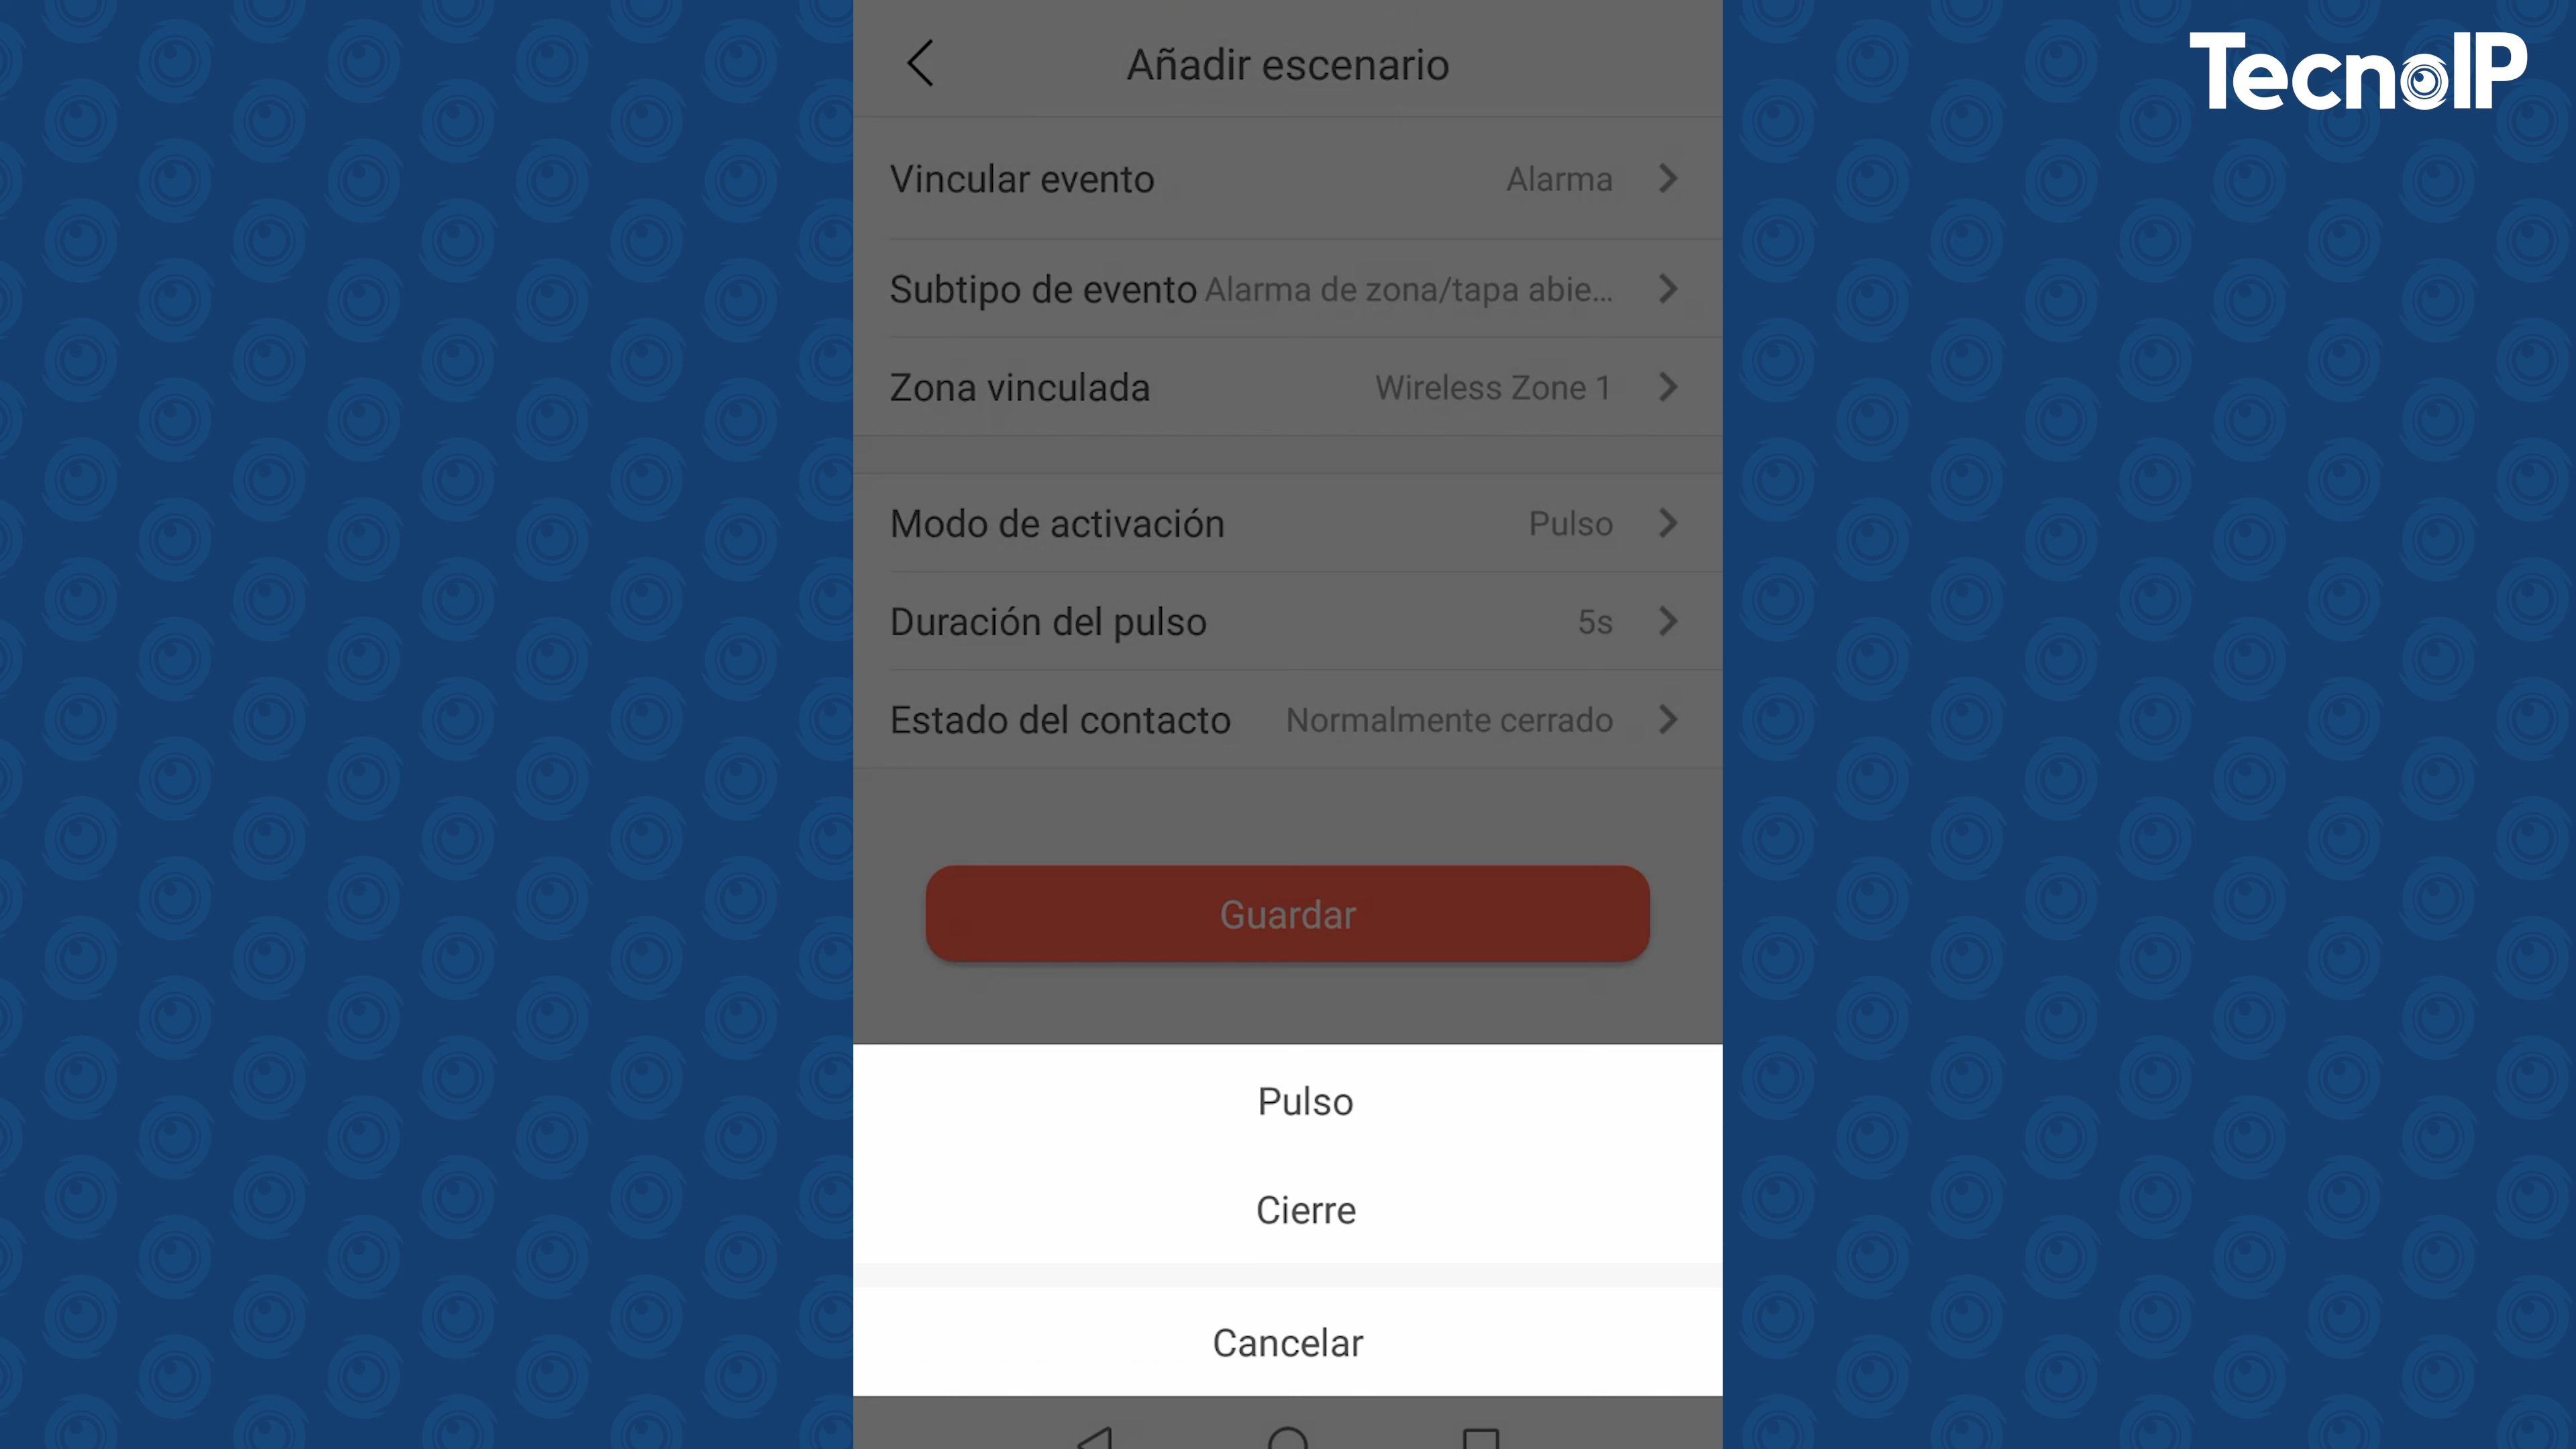 TecnoIP
Añadir escenario
Vincular evento Alarma
Subtipo de evento Alarma de zona/tapa abie...
Zona vinculada Wireless Zone 1
Modo de activación Pulso
Duración del pulso 5s
Estado del contacto Normalmente cerrado
Guardar
Pulso
Cierre
Cancelar